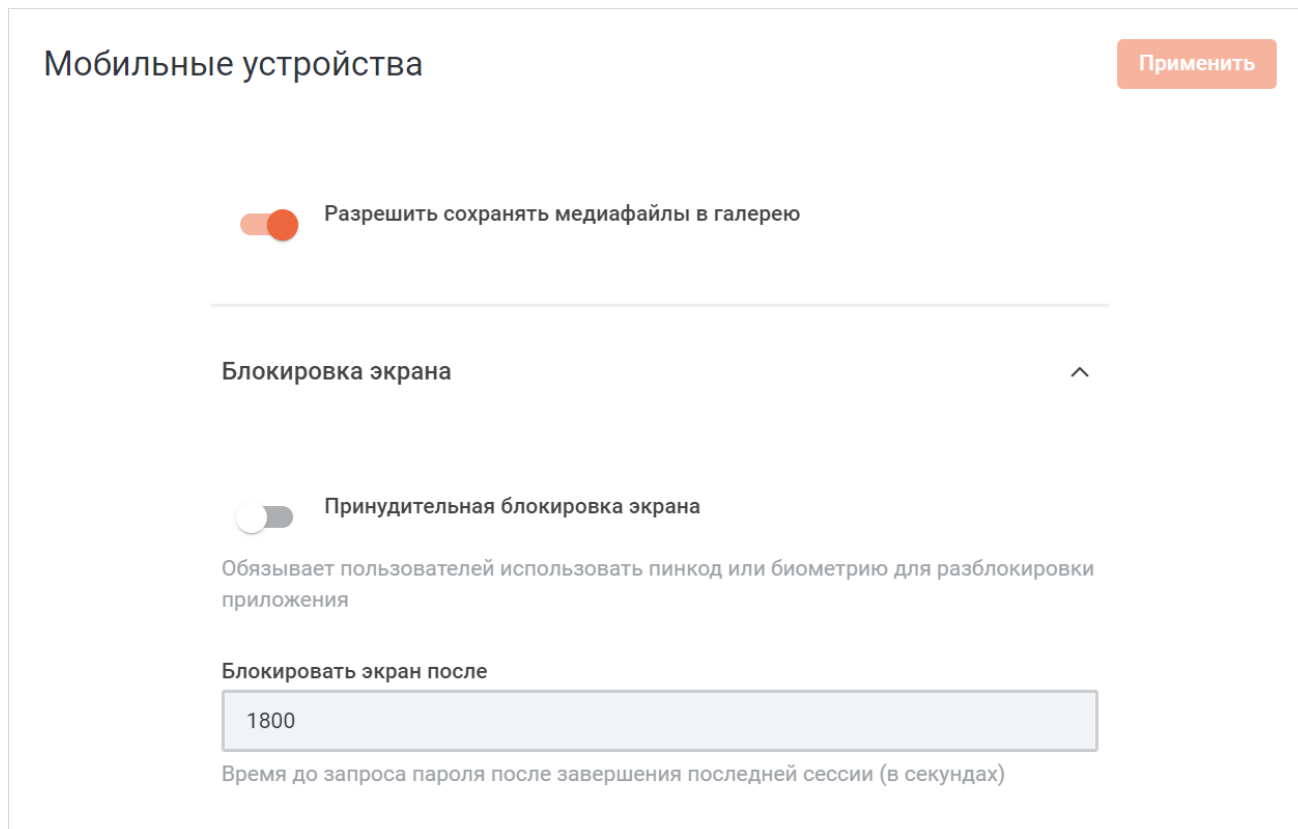 Мобильные устройства
Применить
Разрешить сохранять медиафайлы в галерею
Блокировка экрана
Принудительная блокировка экрана
Обязывает пользователей использовать пинкод или биометрию для разблокировки
приложения
Блокировать экран после
1800
Время до запроса пароля после завершения последней сессии (в секундах)